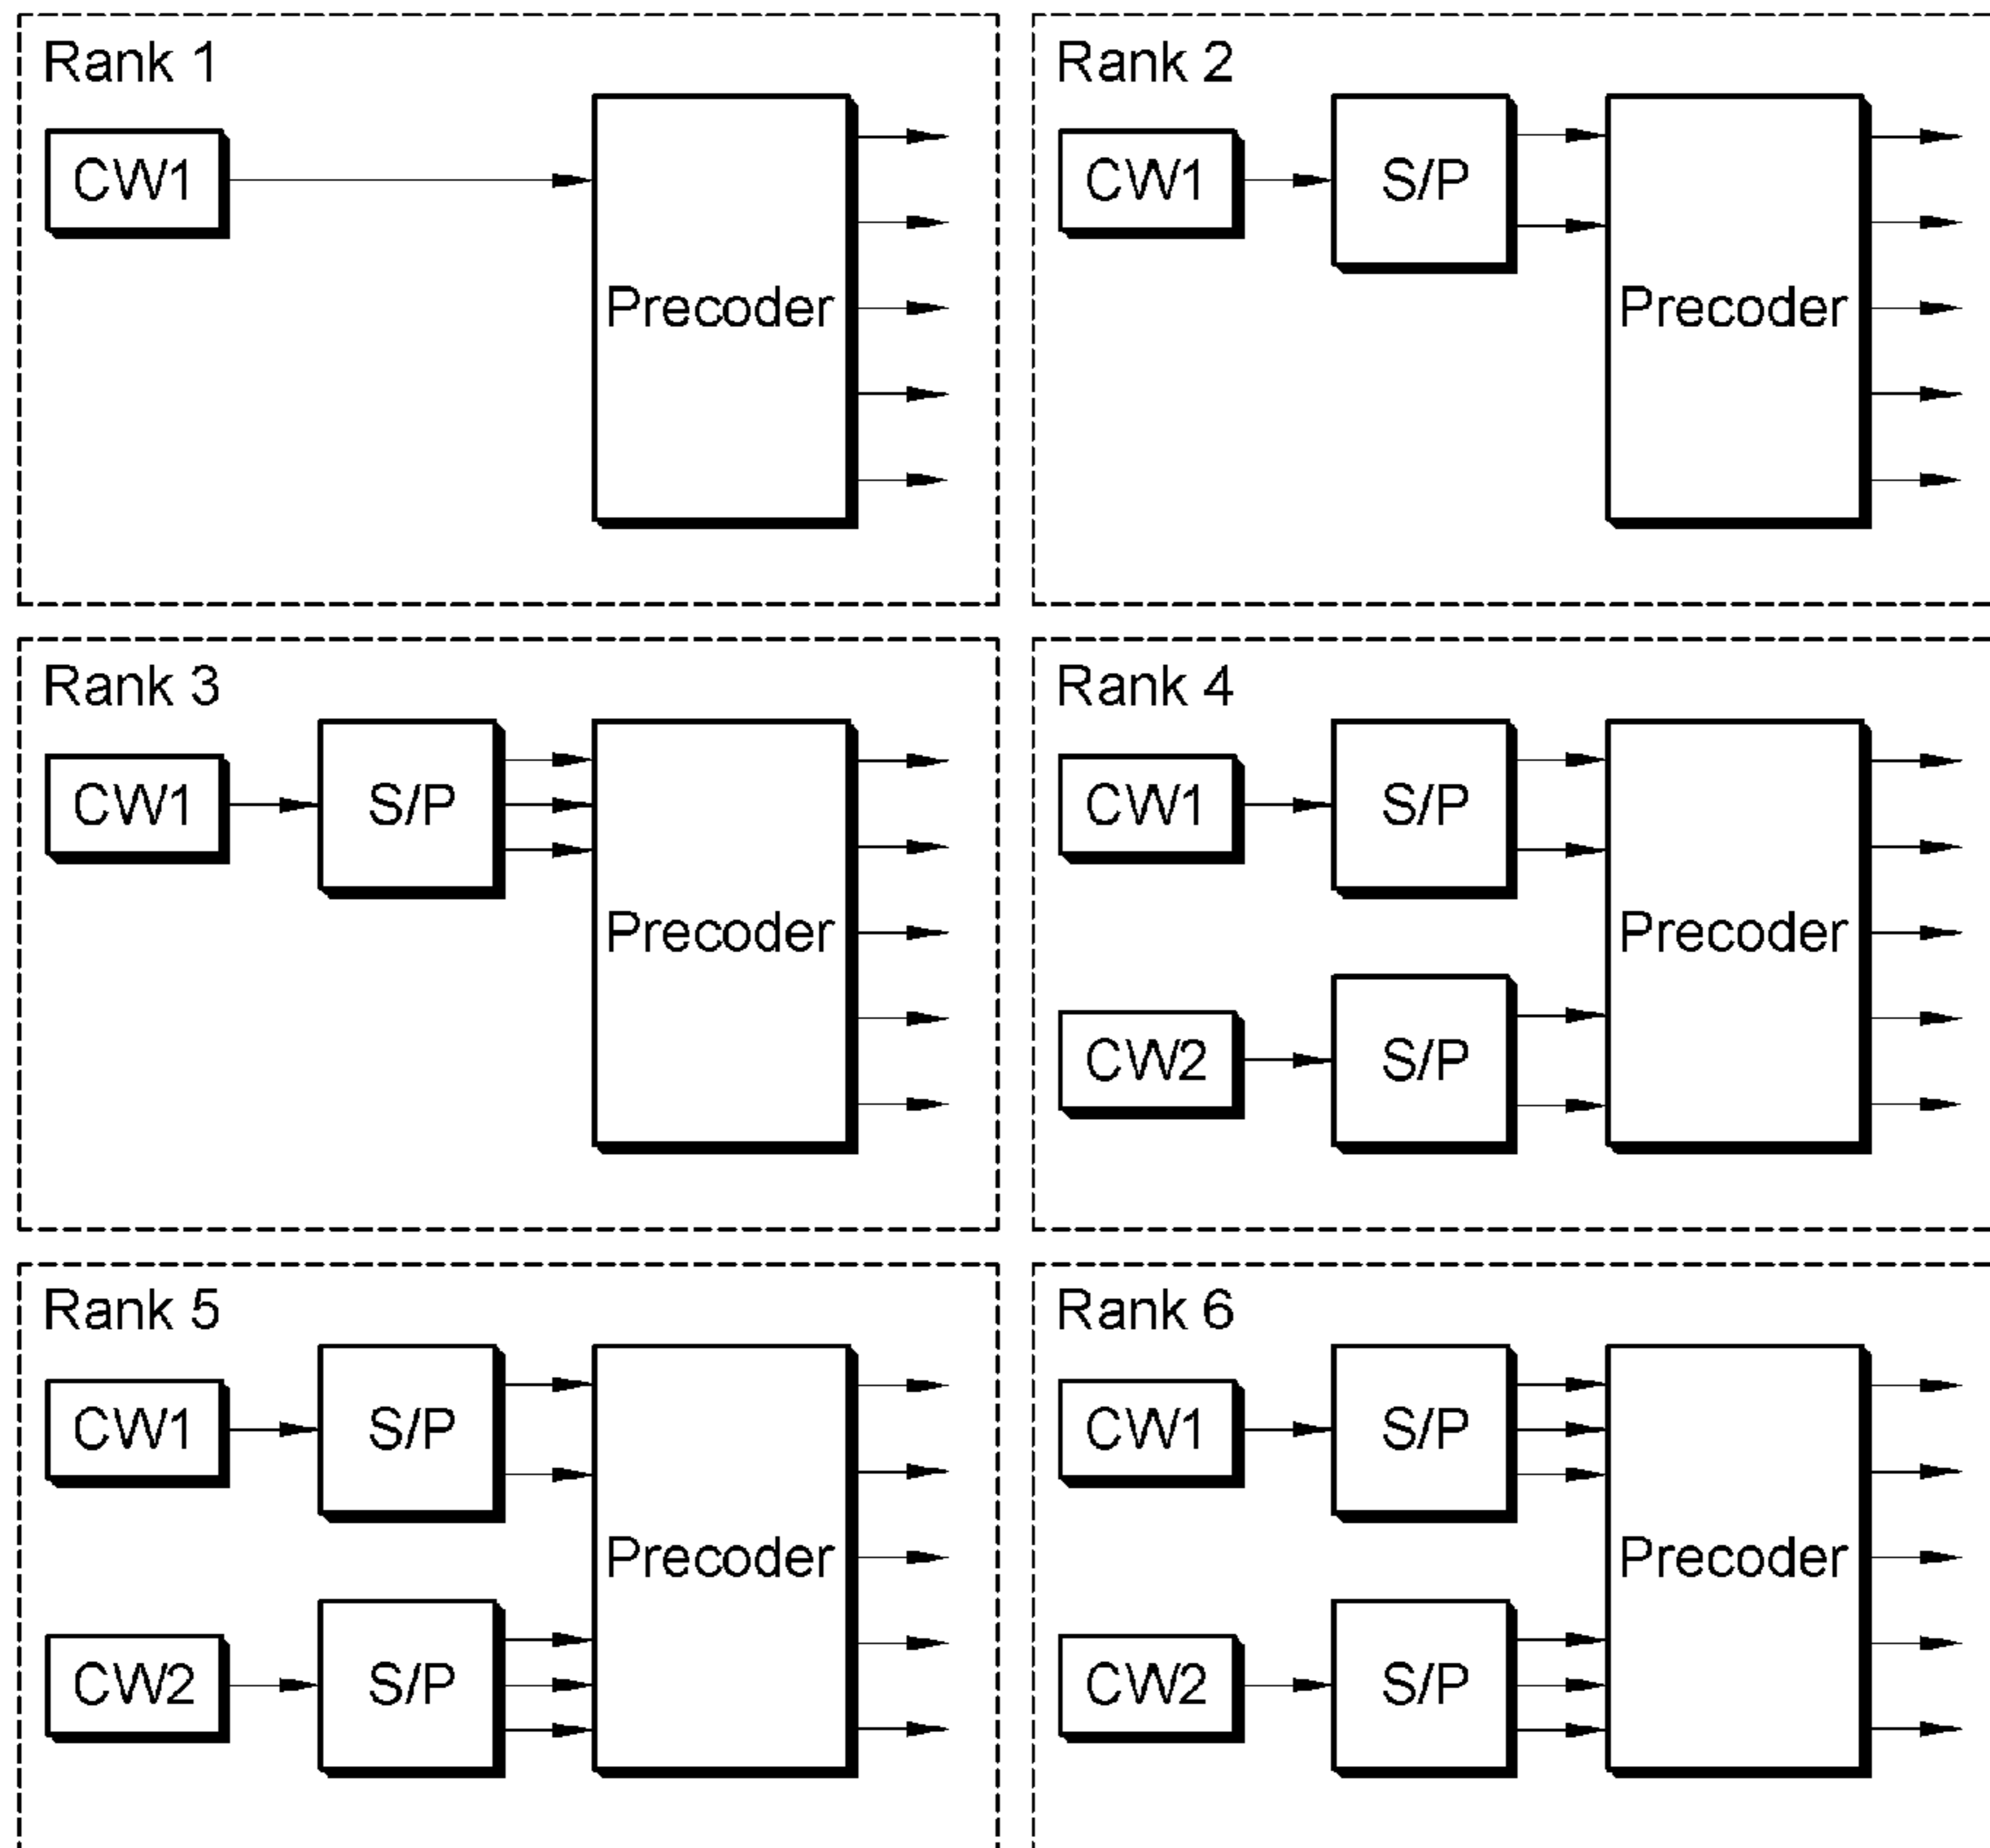 Rank 1
CW1
Precoder
Rank 2
CW1
S/P
Precoder
Rank 3
CW1
S/P
Precoder
Rank 4
CW1
S/P
Precoder
CW2
S/P
Rank 5
CW1
S/P
Precoder
CW2
S/P
Rank 6
CW1
S/P
Precoder
CW2
S/P